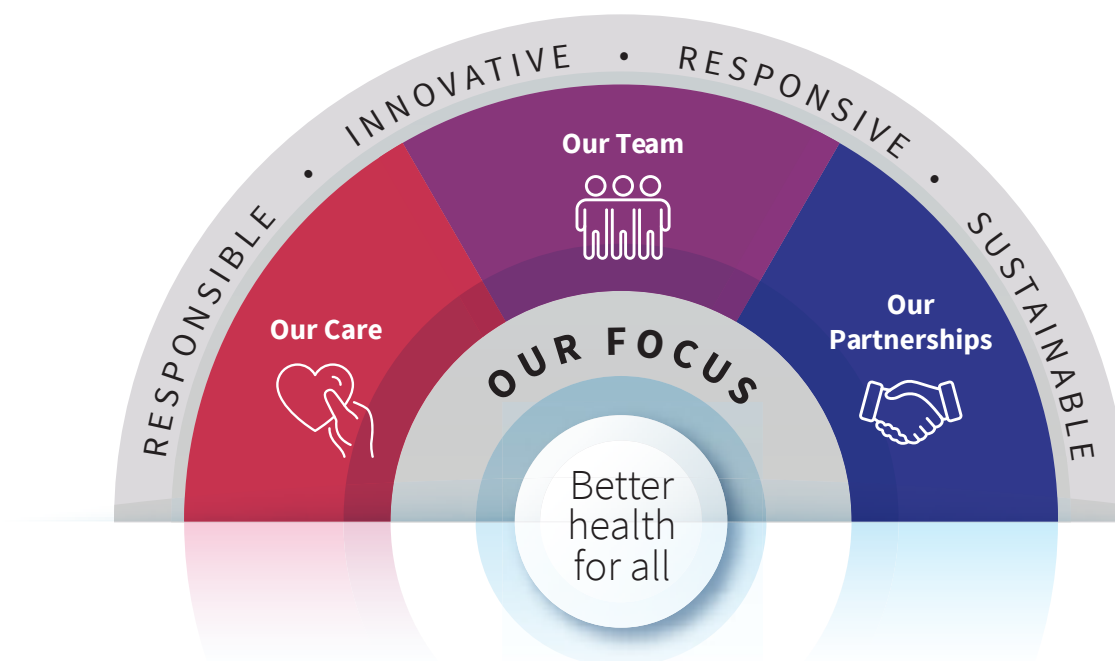 RESPONSIBLE • INNOVATIVE • RESPONSIVE • SUSTAINABLE
Our Team
Our Care
Our
Partnerships
OUR FOCUS
Better
health
for all